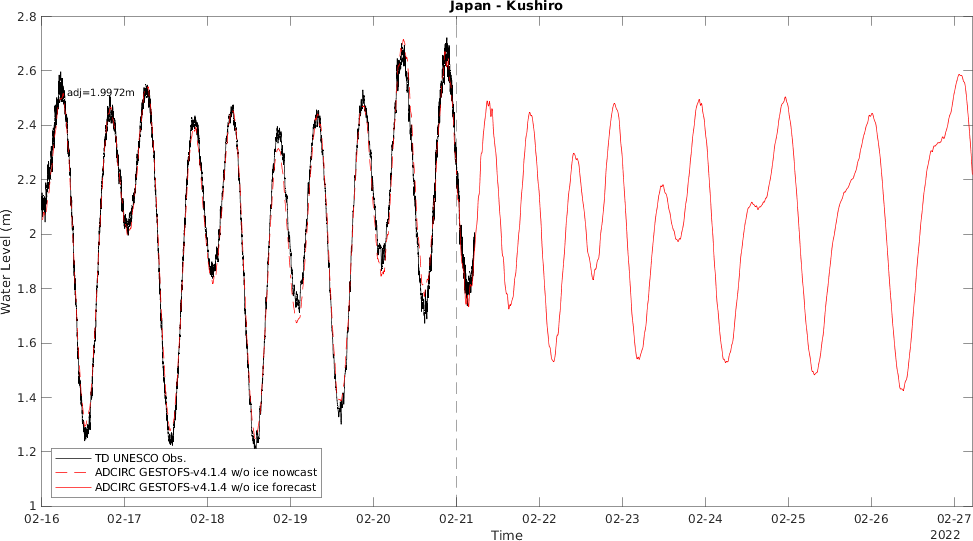 Japan - Kushiro
2.8
2.6
adj=1.9972m
2.4
2.2
2
1.8
1.6
1.4
1.2
1
Water Level (m)
TD UNESCO Obs.
ADCIRC GESTOFS-v4.1.4 w/o ice nowcast
ADCIRC GESTOFS-v4.1.4 w/o ice forecast
02-16 02-17 02-18 02-19 02-20 02-21 02-22 02-23 02-24 02-25 02-26 02-27
Time
2022